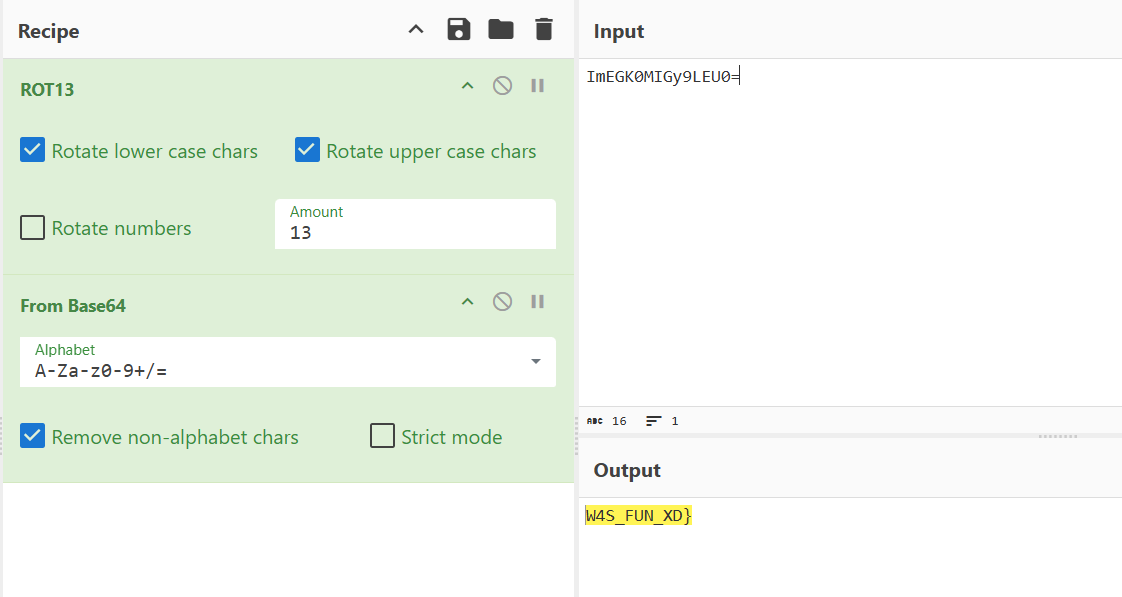 Recipe
ROT13
Rotate lower case chars
Rotate upper case chars
Rotate numbers
Amount
13
From Base64
Alphabet
A-Za-z0-9+/=
Remove non-alphabet chars
Strict mode
Input
ImEGK0MIGy9LEU0=
ABC 16
1
Output
W4S_FUN_XD}